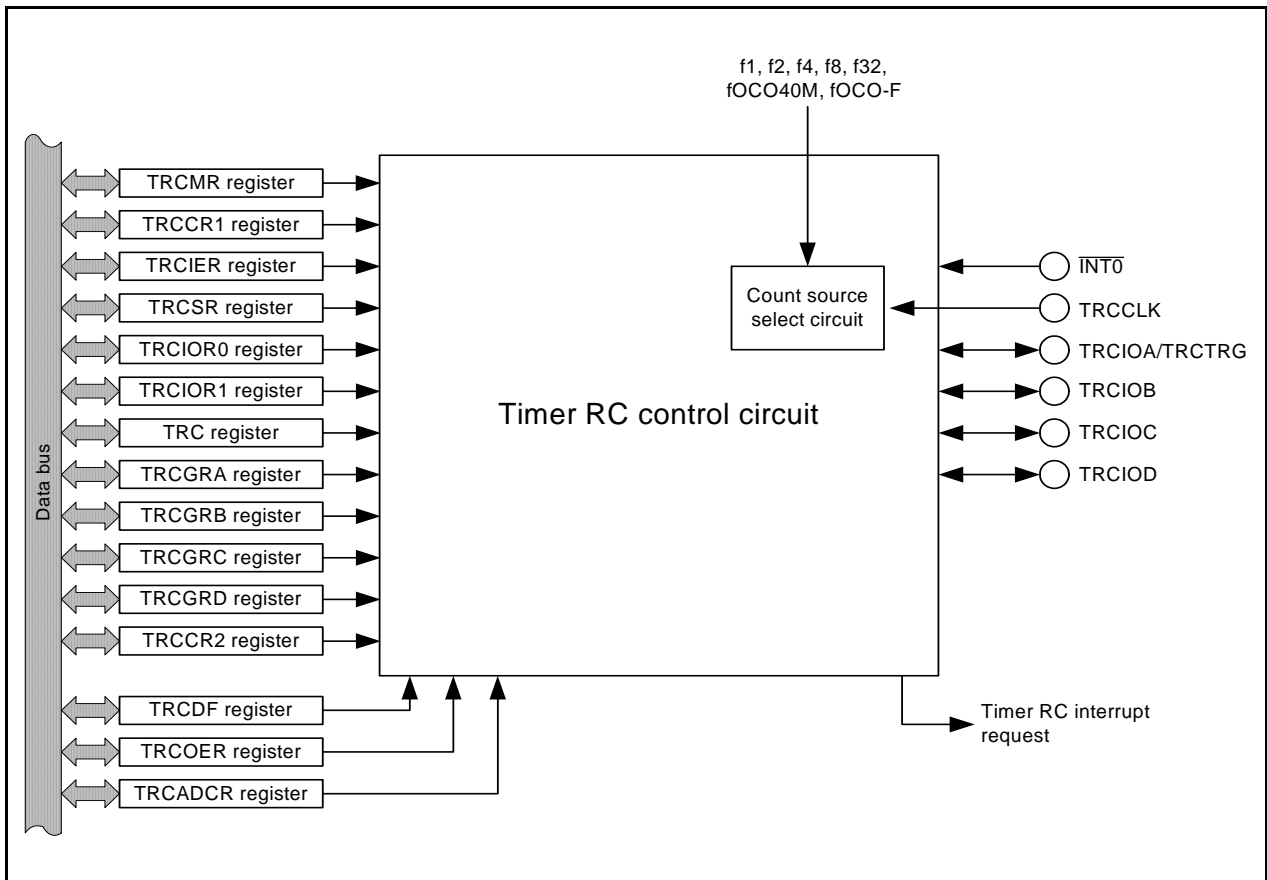 f1, f2, f4, f8, f32,
fOCO40M, fOCO-F
Data bus
TRCMR register
TRCCR1 register
TRCIER register
TRCSR register
TRCIOR0 register
TRCIOR1 register
TRC register
TRCGRA register
TRCGRB register
TRCGRC register
TRCGRD register
TRCCR2 register
TRCDF register
TRCOER register
TRCADCR register
Timer RC control circuit
Count source
select circuit
I̅N̅T̅0̅
TRCCLK
TRCIOA/TRCTRG
TRCIOB
TRCIOC
TRCIOD
Timer RC interrupt
request